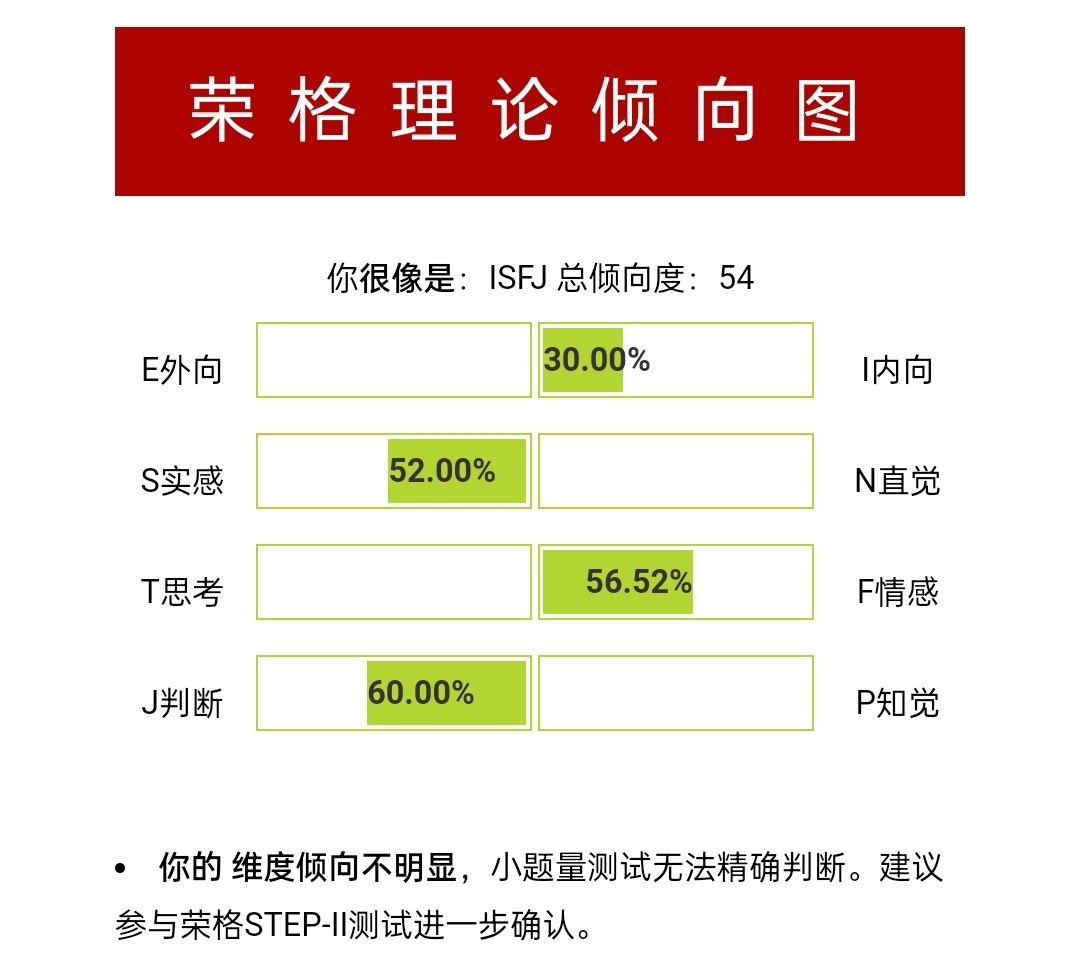 荣格理论倾向图
你很像是：ISFJ 总倾向度：54
E外向 30.00% I内向
S实感 52.00% N直觉
T思考 56.52% F情感
J判断 60.00% P知觉
• 你的 维度倾向不明显，小题量测试无法精确判断。建议
参与荣格STEP-II测试进一步确认。